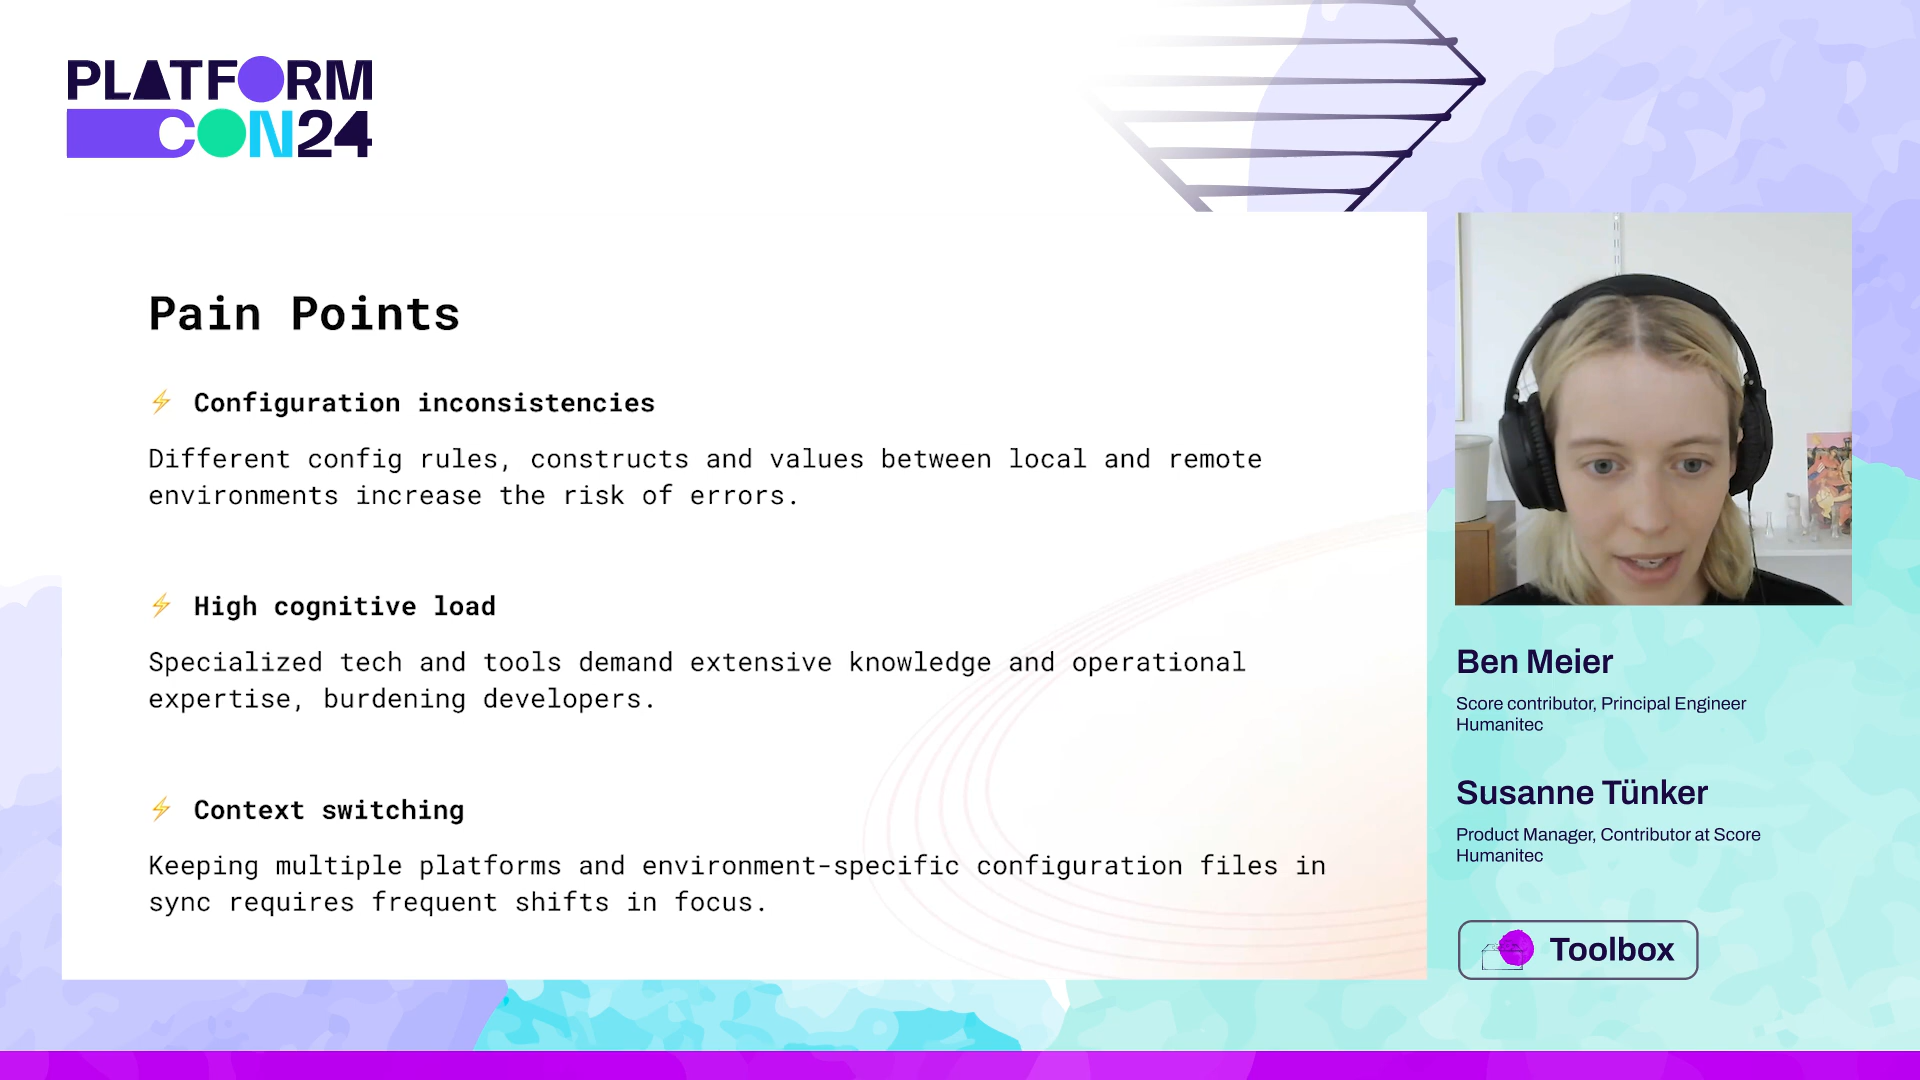 PLATFORM
CON24
Pain Points
⚡ Configuration inconsistencies
Different config rules, constructs and values between local and remote
environments increase the risk of errors.
⚡ High cognitive load
Specialized tech and tools demand extensive knowledge and operational
expertise, burdening developers.
⚡ Context switching
Keeping multiple platforms and environment-specific configuration files in
sync requires frequent shifts in focus.
Ben Meier
Score contributor, Principal Engineer
Humanitec
Susanne Tünker
Product Manager, Contributor at Score
Humanitec
Toolbox